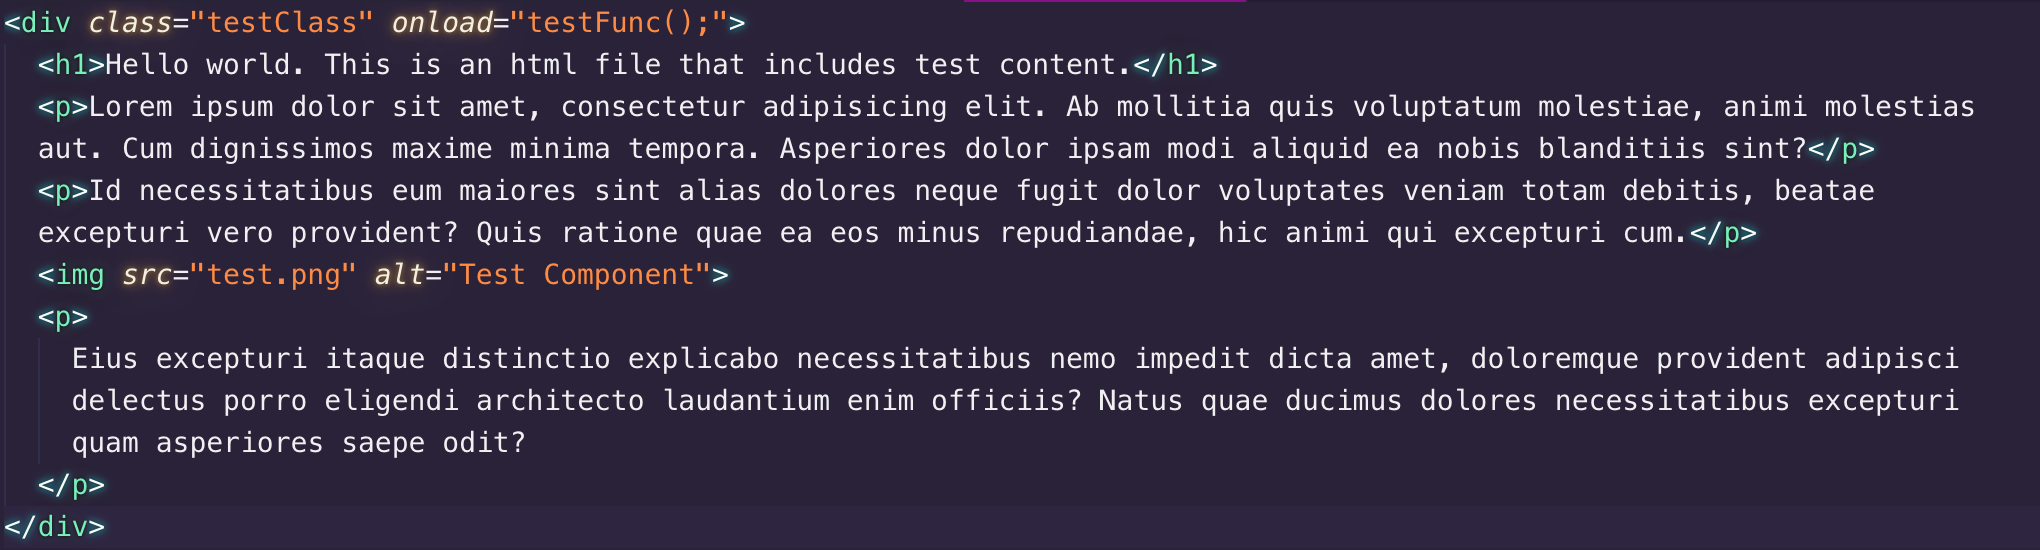 <div class="testClass" onload="testFunc();">
<h1>Hello world. This is an html file that includes test content.</h1>
<p>Lorem ipsum dolor sit amet, consectetur adipisicing elit. Ab mollitia quis voluptatum molestiae, animi molestias
aut. Cum dignissimos maxime minima tempora. Asperiores dolor ipsam modi aliquid ea nobis blanditiis sint?</p>
<p>Id necessitatibus eum maiores sint alias dolores neque fugit dolor voluptates veniam totam debitis, beatae
excepturi vero provident? Quis ratione quae ea eos minus repudiandae, hic animi qui excepturi cum.</p>
<img src="test.png" alt="Test Component">
<p>
Eius excepturi itaque distinctio explicabo necessitatibus nemo impedit dicta amet, doloremque provident adipisci
delectus porro eligendi architecto laudantium enim officiis? Natus quae ducimus dolores necessitatibus excepturi
quam asperiores saepe odit?
</p>
</div>